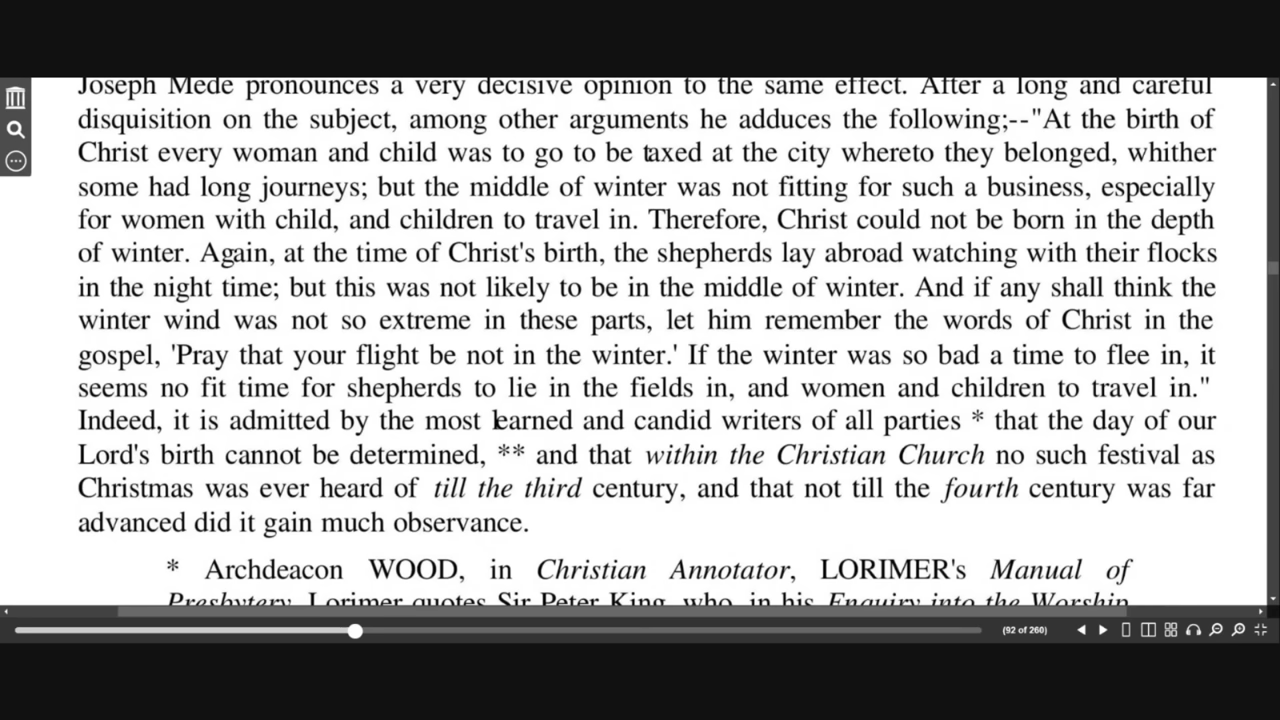 Joseph Mede pronounces a very decisive opinion to the same effect. After a long and careful
disquisition on the subject, among other arguments he adduces the following;--"At the birth of
Christ every woman and child was to go to be taxed at the city whereto they belonged, whither
some had long journeys; but the middle of winter was not fitting for such a business, especially
for women with child, and children to travel in. Therefore, Christ could not be born in the depth
of winter. Again, at the time of Christ's birth, the shepherds lay abroad watching with their flocks
in the night time; but this was not likely to be in the middle of winter. And if any shall think the
winter wind was not so extreme in these parts, let him remember the words of Christ in the
gospel, 'Pray that your flight be not in the winter.' If the winter was so bad a time to flee in, it
seems no fit time for shepherds to lie in the fields in, and women and children to travel in."
Indeed, it is admitted by the most learned and candid writers of all parties * that the day of our
Lord's birth cannot be determined, ** and that within the Christian Church no such festival as
Christmas was ever heard of till the third century, and that not till the fourth century was far
advanced did it gain much observance.
* Archdeacon WOOD, in Christian Annotator, LORIMER's Manual of
Presbytery. Lorimer quotes Sir Peter King, who, in his Enquiry into the Worship
(92 of 260)